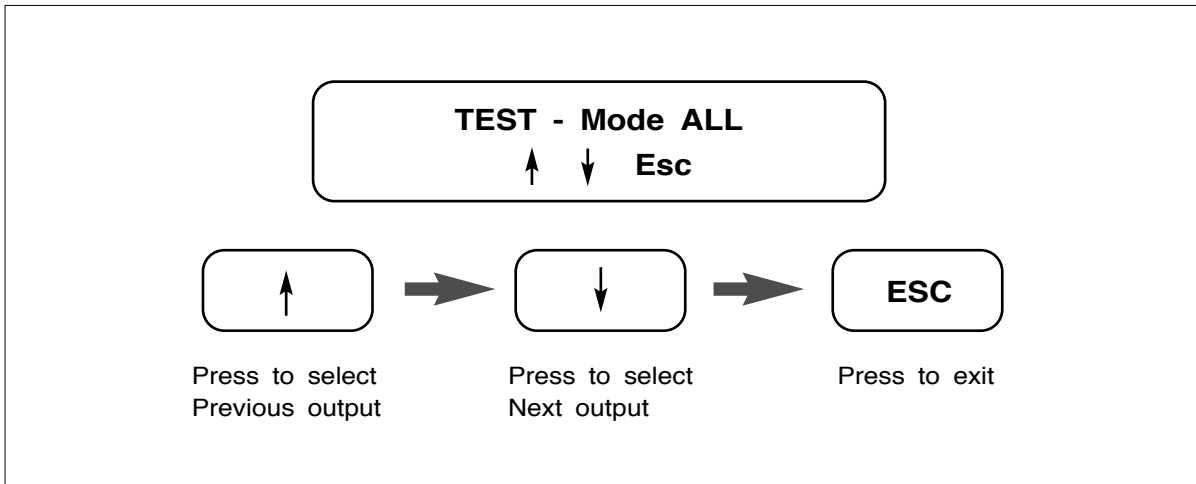 TEST - Mode ALL
↑ ↓ Esc
↑ ↓ ESC
Press to select Press to select Press to exit
Previous output Next output